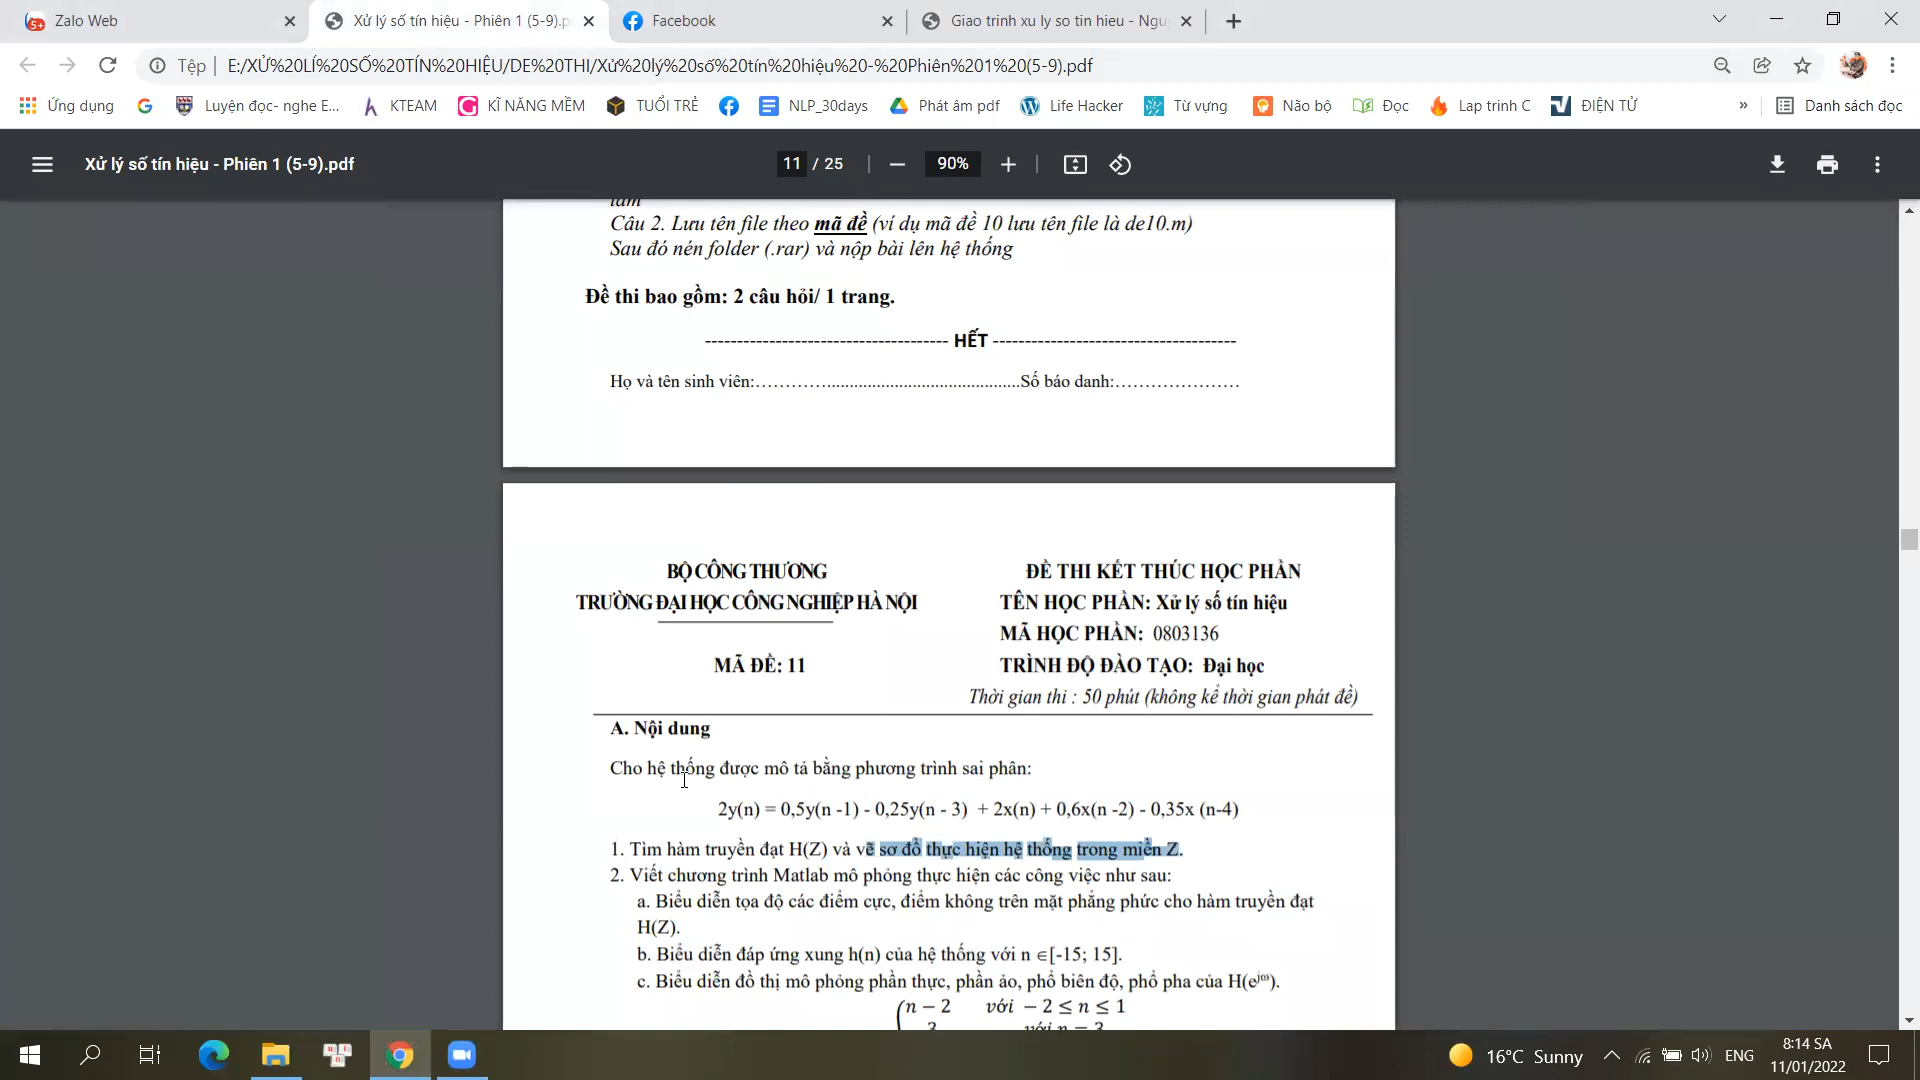 Zalo Web
Xử lý số tín hiệu - Phiên 1 (5-9).p
Facebook
Giao trinh xu ly so tin hieu - Ngu
Tệp
E:/XỬ%20LÍ%20SỐ%20TÍN%20HIỆU/DE%20THI/Xử%20lý%20số%20tín%20hiệu%20-%20Phiên%201%20(5-9).pdf
Ứng dụng
Luyện đọc- nghe E...
KTEAM
KĨ NĂNG MỀM
TUỔI TRẺ
NLP_30days
Phát âm pdf
Life Hacker
Từ vựng
Não bộ
Đọc
Lap trinh C
ĐIỆN TỬ
»
Danh sách đọc
Xử lý số tín hiệu - Phiên 1 (5-9).pdf
11 / 25
90%
Câu 2. Lưu tên file theo mã đề (ví dụ mã đề 10 lưu tên file là de10.m)
Sau đó nén folder (.rar) và nộp bài lên hệ thống
Đề thi bao gồm: 2 câu hỏi/ 1 trang.
-------------------------------------- HẾT --------------------------------------
Họ và tên sinh viên:…………...........................................Số báo danh:…………………
BỘ CÔNG THƯƠNG
TRƯỜNG ĐẠI HỌC CÔNG NGHIỆP HÀ NỘI
MÃ ĐỀ: 11
ĐỀ THI KẾT THÚC HỌC PHẦN
TÊN HỌC PHẦN: Xử lý số tín hiệu
MÃ HỌC PHẦN: 0803136
TRÌNH ĐỘ ĐÀO TẠO: Đại học
Thời gian thi : 50 phút (không kể thời gian phát đề)
A. Nội dung
Cho hệ thống được mô tả bằng phương trình sai phân:
2y(n) = 0,5y(n -1) - 0,25y(n - 3) + 2x(n) + 0,6x(n -2) - 0,35x (n-4)
1. Tìm hàm truyền đạt H(Z) và vẽ sơ đồ thực hiện hệ thống trong miền Z.
2. Viết chương trình Matlab mô phỏng thực hiện các công việc như sau:
a. Biểu diễn tọa độ các điểm cực, điểm không trên mặt phẳng phức cho hàm truyền đạt
H(Z).
b. Biểu diễn đáp ứng xung h(n) của hệ thống với n ∈[-15; 15].
c. Biểu diễn đồ thị mô phỏng phần thực, phần ảo, phổ biên độ, phổ pha của H(e^jω).
n − 2 với − 2 ≤ n ≤ 1
3 với n = 3
16°C Sunny
ENG
8:14 SA
11/01/2022